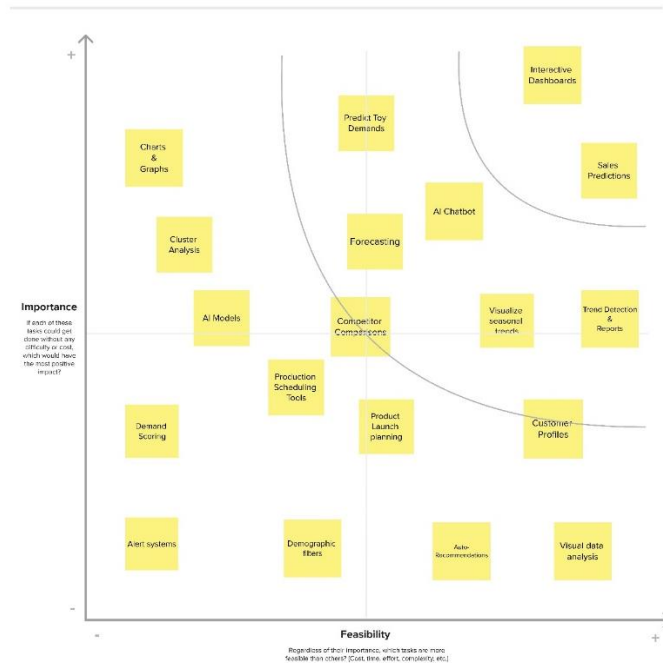 +
Interactive
Dashboards
Predict Toy
Demands
Charts
&
Graphs
Sales
Predictions
AI Chatbot
Cluster
Analysis
Forecasting
Importance
If each of these
tasks could get
done without any
difficulty or cost,
which would have
the most positive
impact?
AI Models
Competitor
Comparisons
Visualize
seasonal
trends
Trend Detection
&
Reports
Production
Scheduling
Tools
Demand
Scoring
Product
Launch
planning
Customer
Profiles
Alert systems
Demographic
filters
Auto-
Recommendations
Visual data
analysis
-
-
Feasibility
+
Regardless of their importance, which tasks are more
feasible than others? (Cost, time, effort, complexity, etc.)